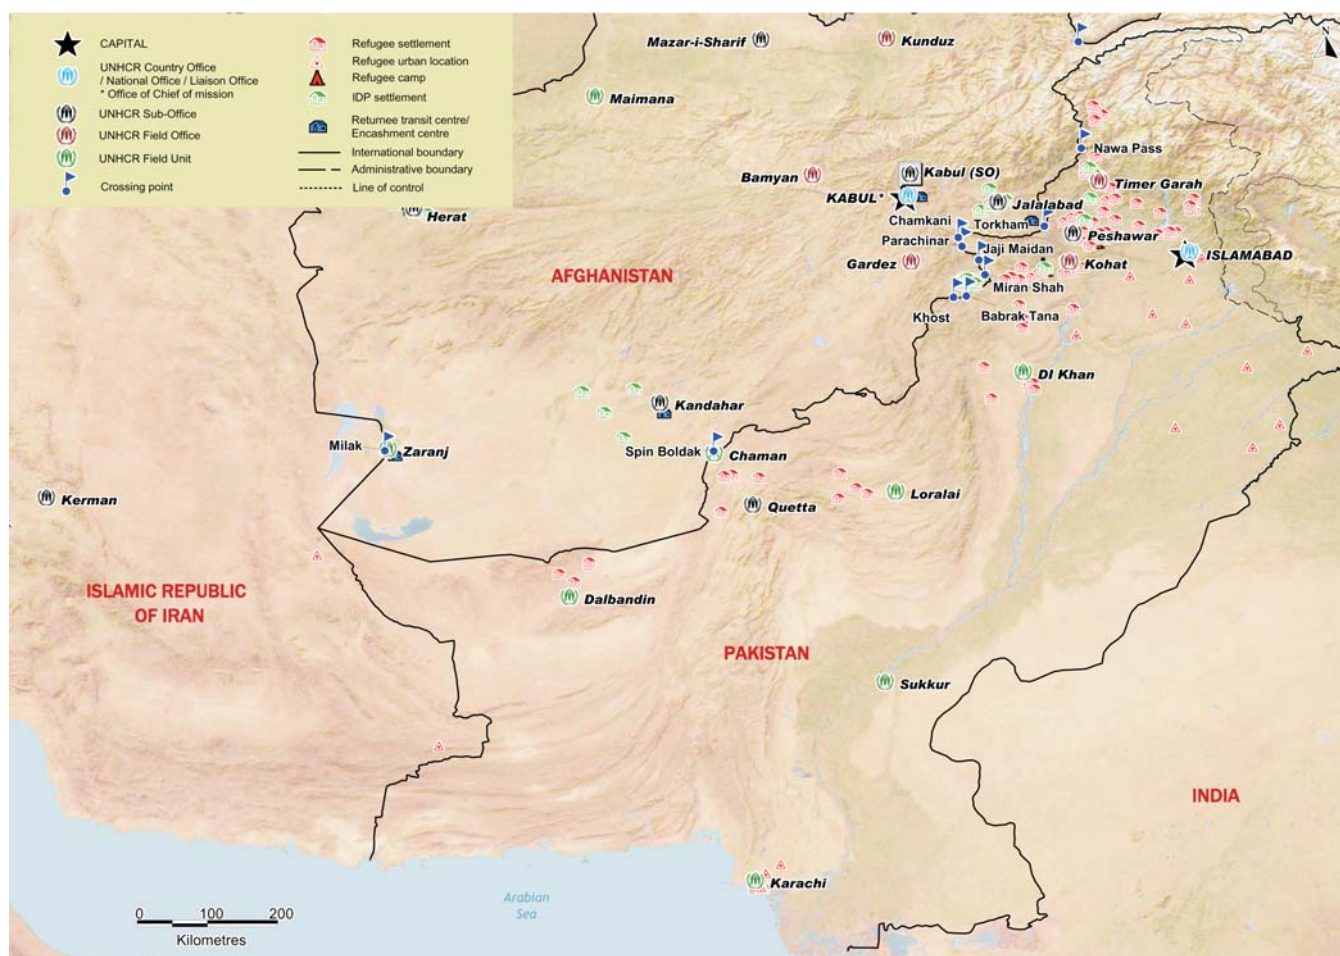 CAPITAL
UNHCR Country Office
/ National Office / Liaison Office
* Office of Chief of mission
UNHCR Sub-Office
UNHCR Field Office
UNHCR Field Unit
Crossing point
Refugee settlement
Refugee urban location
Refugee camp
IDP settlement
Returnee transit centre/
Encashment centre
International boundary
Administrative boundary
Line of control
N
Mazar-i-Sharif
Kunduz
Maimana
Nawa Pass
Bamyan
Kabul (SO)
Timer Garah
KABUL*
Herat
Jalalabad
Chamkani
Torkham
Parachinar
Peshawar
Jaji Maidan
ISLAMABAD
Gardez
Kohat
AFGHANISTAN
Miran Shah
Khost
Babrak Tana
DI Khan
Kandahar
Milak
Zaranj
Spin Boldak
Chaman
Kerman
Loralai
Quetta
ISLAMIC REPUBLIC
OF IRAN
Dalbandin
PAKISTAN
Sukkur
INDIA
Karachi
Arabian
Sea
0 100 200
Kilometres